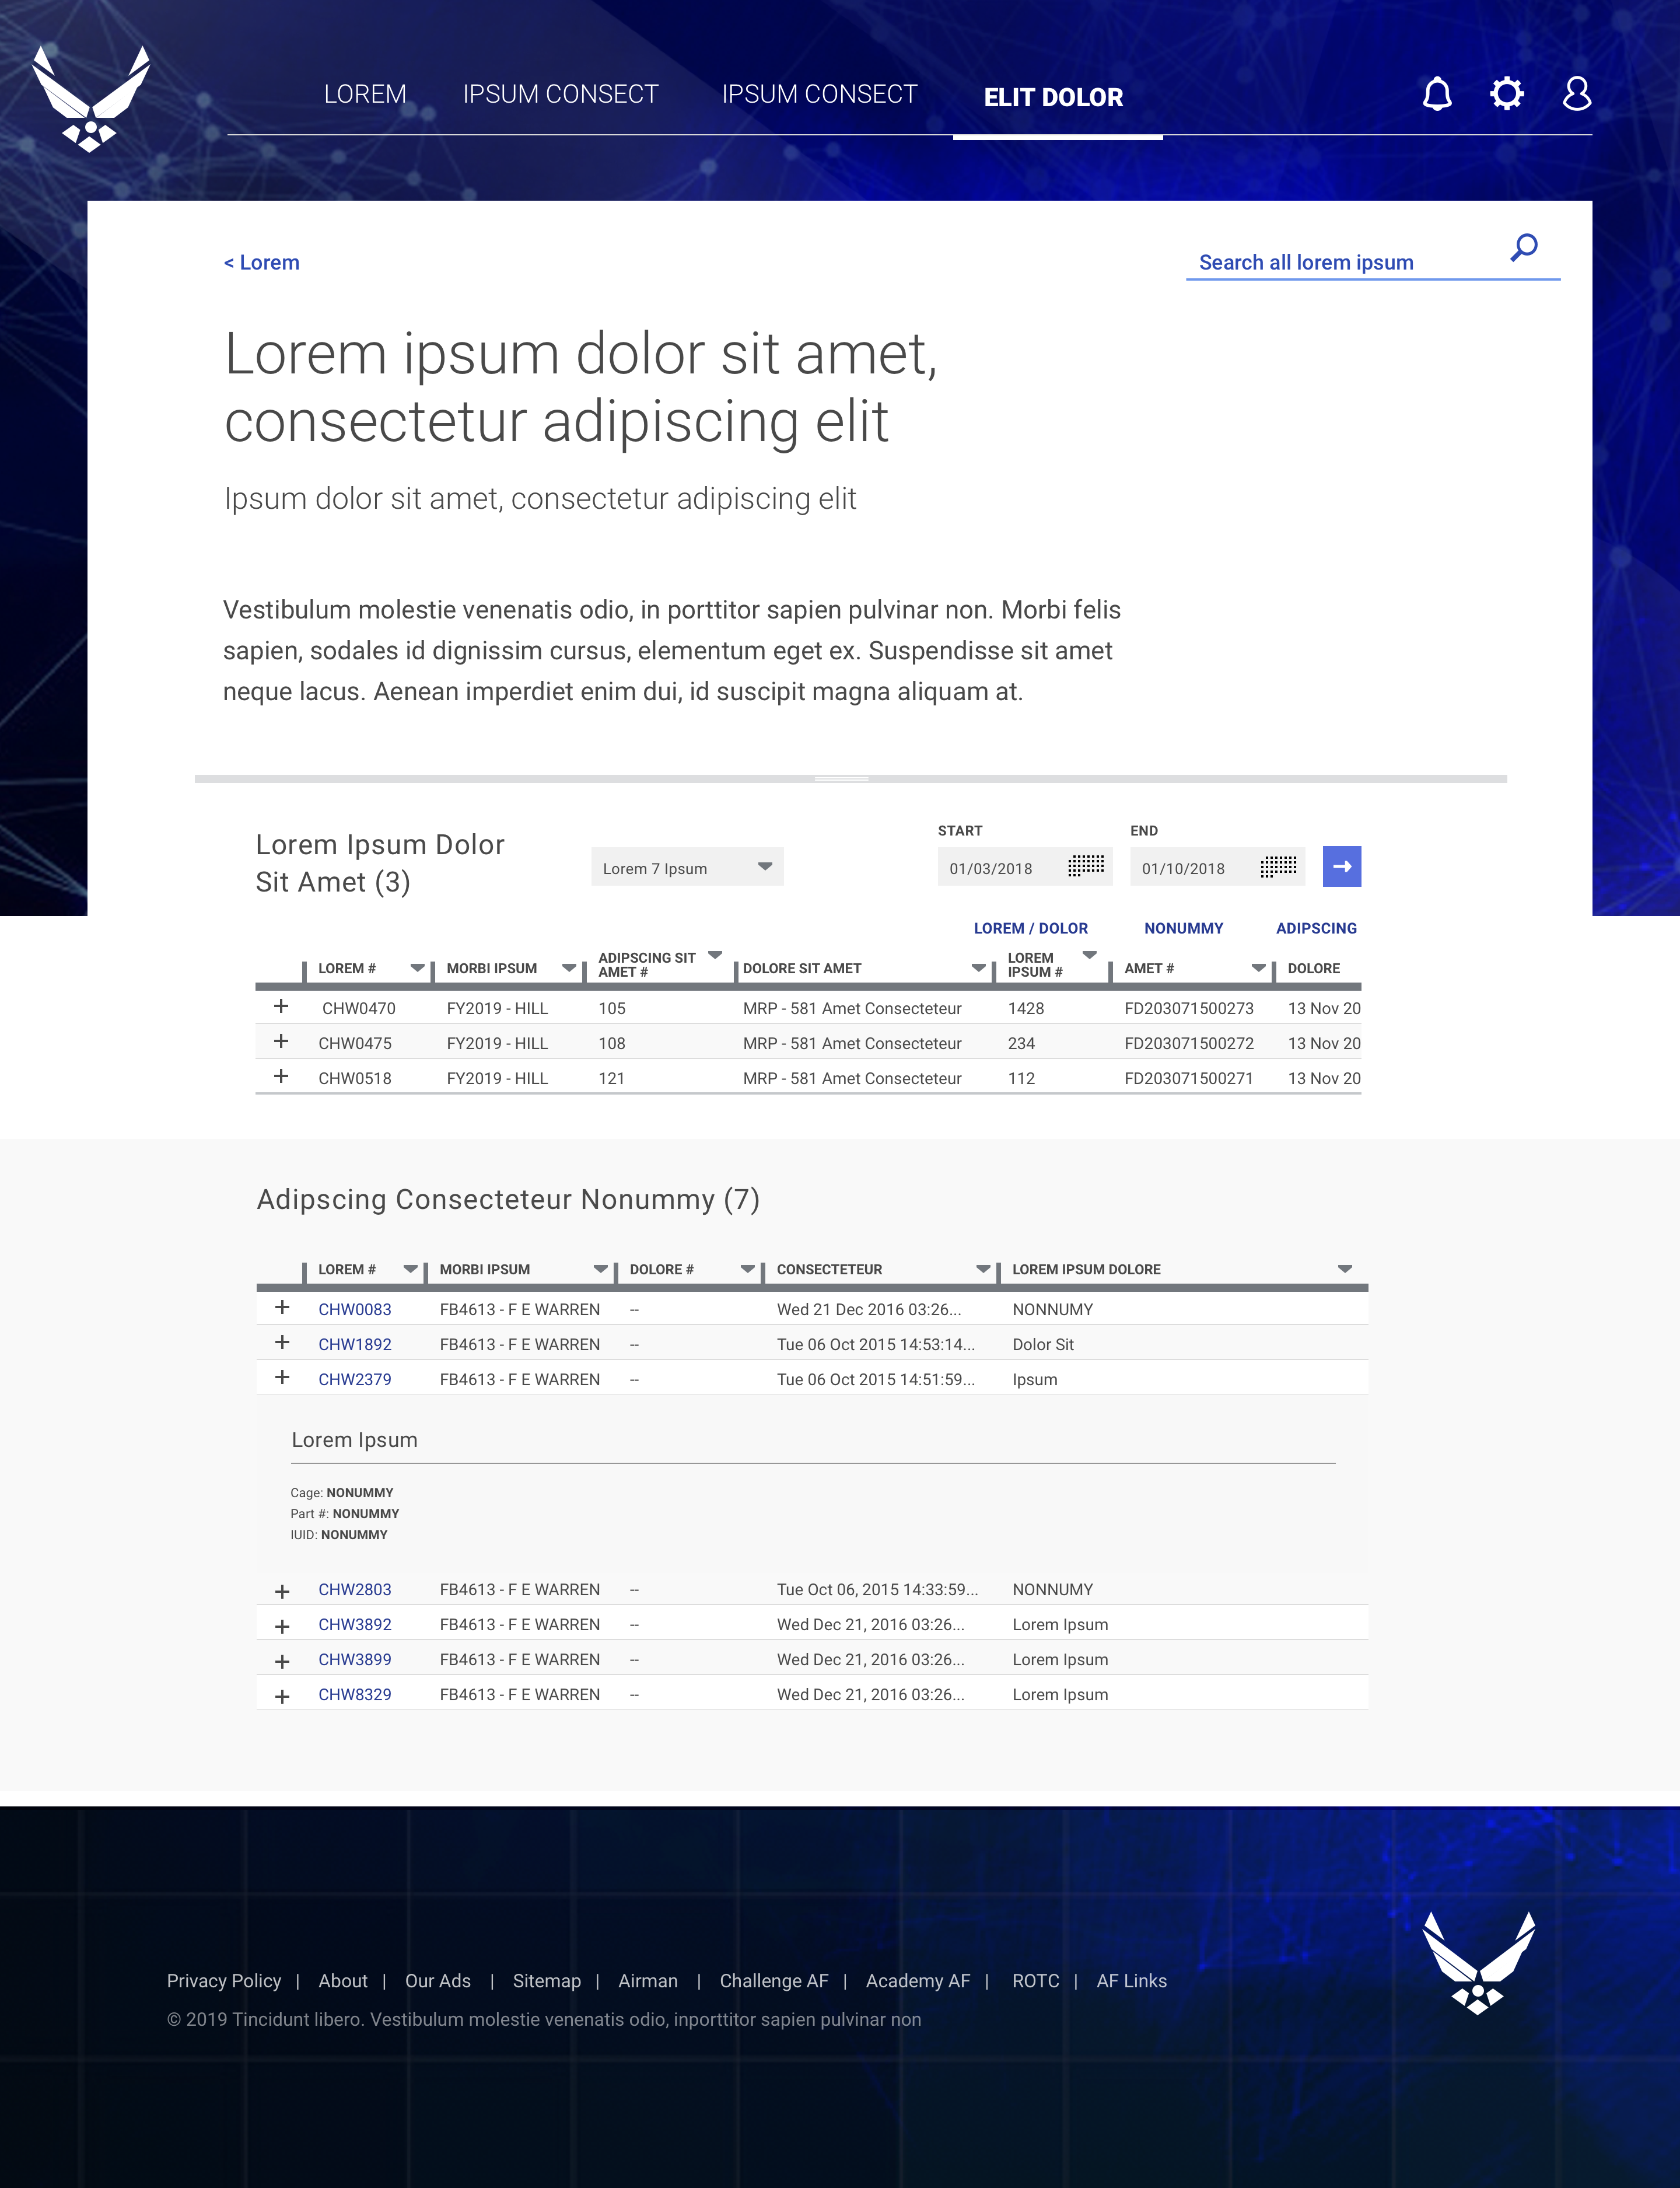 LOREM IPSUM CONSECT IPSUM CONSECT ELIT DOLOR
< Lorem
Search all lorem ipsum
Lorem ipsum dolor sit amet,
consectetur adipiscing elit
Ipsum dolor sit amet, consectetur adipiscing elit
Vestibulum molestie venenatis odio, in porttitor sapien pulvinar non. Morbi felis
sapien, sodales id dignissim cursus, elementum eget ex. Suspendisse sit amet
neque lacus. Aenean imperdiet enim dui, id suscipit magna aliquam at.
Lorem Ipsum Dolor
Sit Amet (3)
Lorem 7 Ipsum
START
01/03/2018
END
01/10/2018
LOREM / DOLOR NONUMMY ADIPSCING
LOREM # MORBI IPSUM ADIPSCING SIT AMET # DOLORE SIT AMET LOREM IPSUM # AMET # DOLORE
+ CHW0470 FY2019 - HILL 105 MRP - 581 Amet Consecteteur 1428 FD203071500273 13 Nov 20
+ CHW0475 FY2019 - HILL 108 MRP - 581 Amet Consecteteur 234 FD203071500272 13 Nov 20
+ CHW0518 FY2019 - HILL 121 MRP - 581 Amet Consecteteur 112 FD203071500271 13 Nov 20
Adipscing Consecteteur Nonummy (7)
LOREM # MORBI IPSUM DOLORE # CONSECTETEUR LOREM IPSUM DOLORE
+ CHW0083 FB4613 - F E WARREN -- Wed 21 Dec 2016 03:26... NONNUMY
+ CHW1892 FB4613 - F E WARREN -- Tue 06 Oct 2015 14:53:14... Dolor Sit
+ CHW2379 FB4613 - F E WARREN -- Tue 06 Oct 2015 14:51:59... Ipsum
Lorem Ipsum
Cage: NONUMMY
Part #: NONUMMY
IUID: NONUMMY
+ CHW2803 FB4613 - F E WARREN -- Tue Oct 06, 2015 14:33:59... NONNUMY
+ CHW3892 FB4613 - F E WARREN -- Wed Dec 21, 2016 03:26... Lorem Ipsum
+ CHW3899 FB4613 - F E WARREN -- Wed Dec 21, 2016 03:26... Lorem Ipsum
+ CHW8329 FB4613 - F E WARREN -- Wed Dec 21, 2016 03:26... Lorem Ipsum
Privacy Policy | About | Our Ads | Sitemap | Airman | Challenge AF | Academy AF | ROTC | AF Links
© 2019 Tincidunt libero. Vestibulum molestie venenatis odio, inporttitor sapien pulvinar non